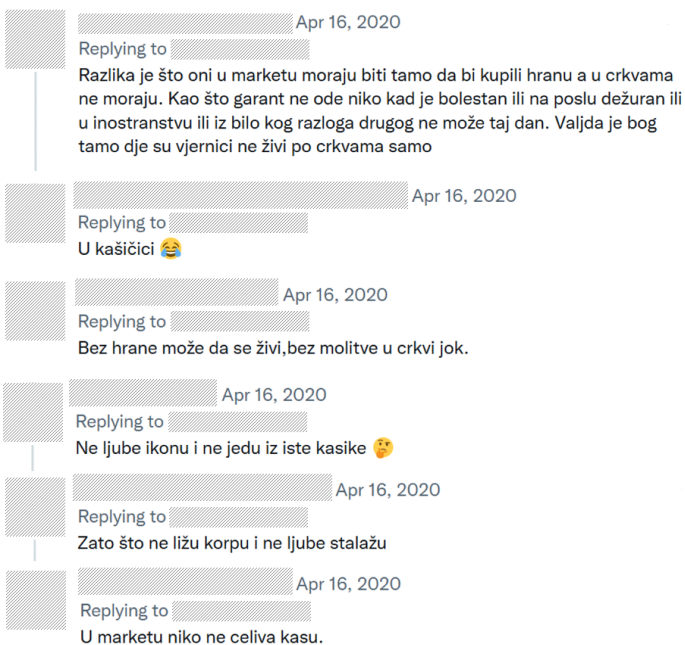 Apr 16, 2020
Replying to
Razlika je što oni u marketu moraju biti tamo da bi kupili hranu a u crkvama
ne moraju. Kao što garant ne ode niko kad je bolestan ili na poslu dežuran ili
u inostranstvu ili iz bilo kog razloga drugog ne može taj dan. Valjda je bog
tamo dje su vjernici ne živi po crkvama samo
Apr 16, 2020
Replying to
U kašičici 😂
Apr 16, 2020
Replying to
Bez hrane može da se živi,bez molitve u crkvi jok.
Apr 16, 2020
Replying to
Ne ljube ikonu i ne jedu iz iste kasike 🤔
Apr 16, 2020
Replying to
Zato što ne ližu korpu i ne ljube stalažu
Apr 16, 2020
Replying to
U marketu niko ne celiva kasu.